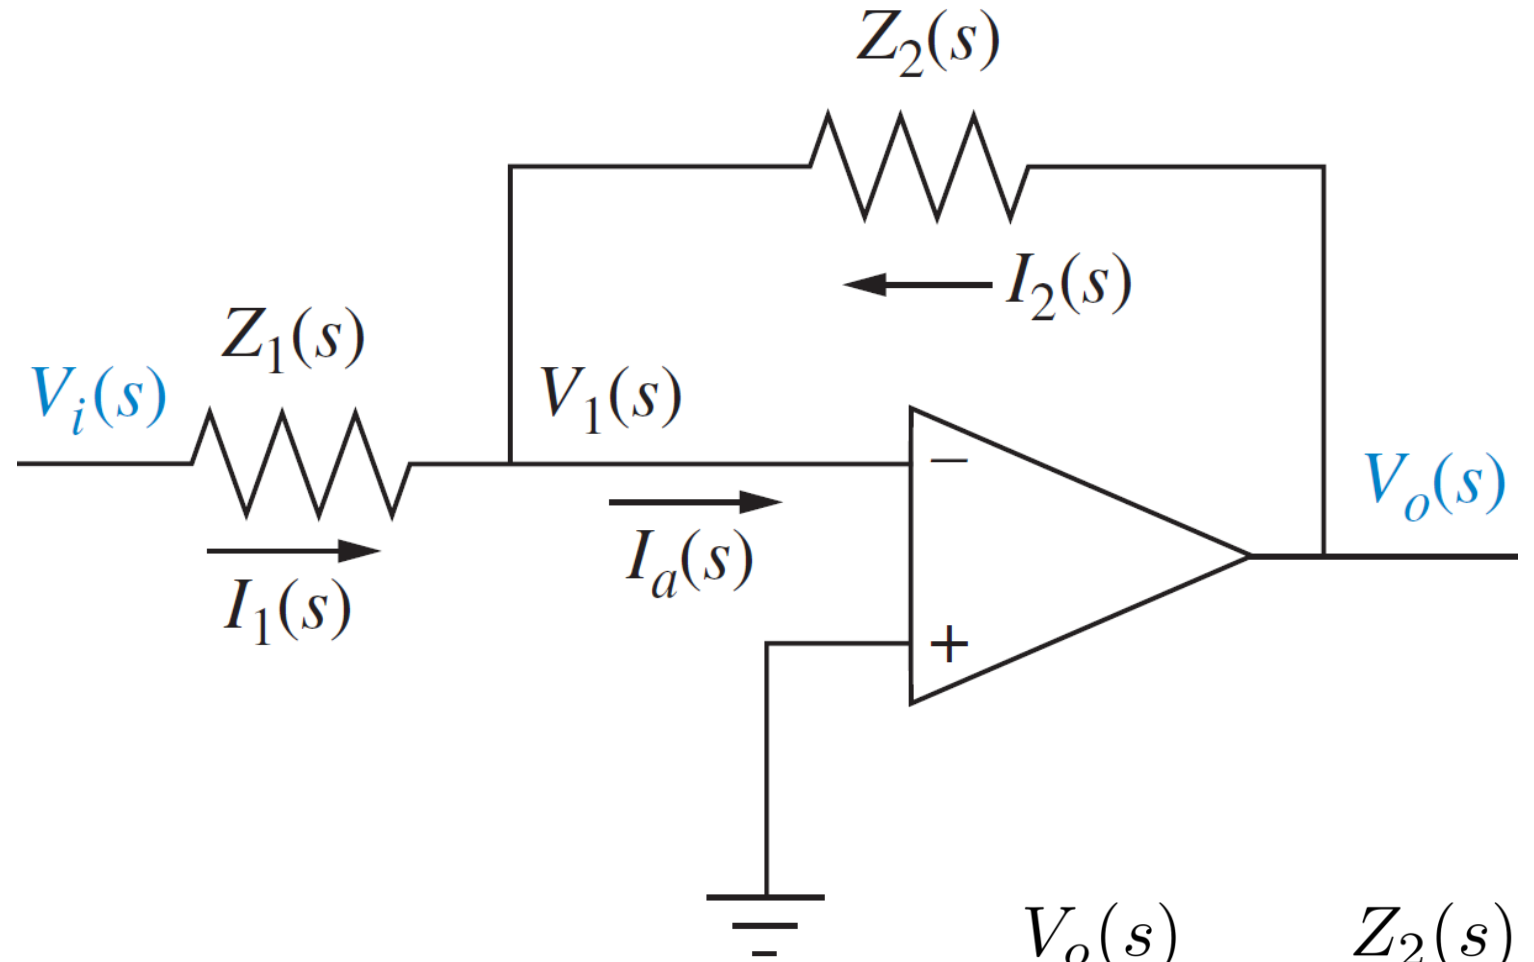 Z₂(s)
I₂(s)
Z₁(s)
Vᵢ(s)
V₁(s)
−
Vₒ(s)
Iₐ(s)
I₁(s)
+
Vₒ(s) Z₂(s)